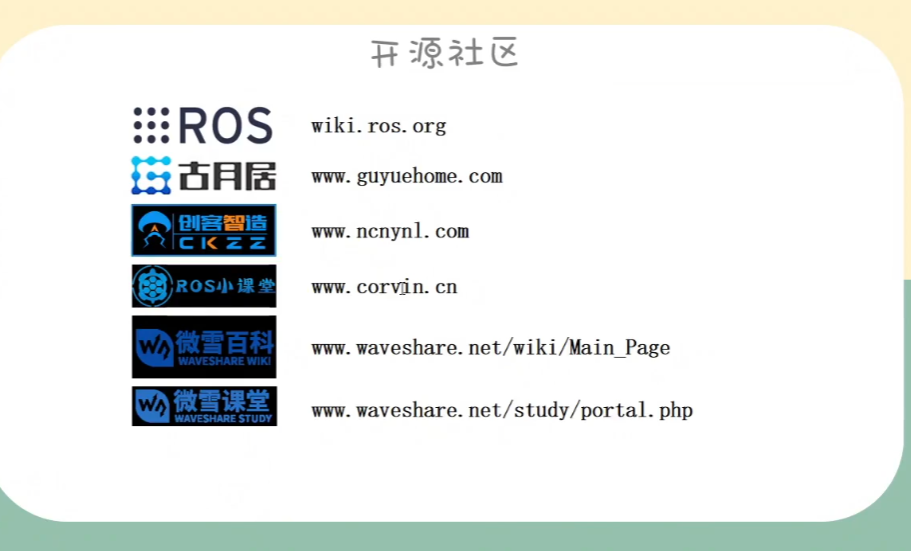 开源社区
ROS wiki.ros.org
古月居 www.guyuehome.com
创客智造 CKZZ www.ncnynl.com
ROS小课堂 www.corvin.cn
微雪百科 WAVESHARE WIKI www.waveshare.net/wiki/Main_Page
微雪课堂 WAVESHARE STUDY www.waveshare.net/study/portal.php